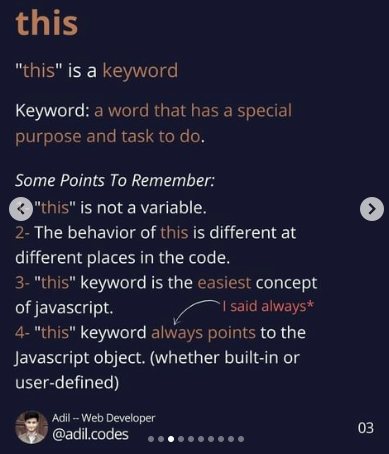 this
"this" is a keyword
Keyword: a word that has a special
purpose and task to do.
Some Points To Remember:
"this" is not a variable.
2- The behavior of this is different at
different places in the code.
3- "this" keyword is the easiest concept
of javascript.
I said always*
4- "this" keyword always points to the
Javascript object. (whether built-in or
user-defined)
Adil -- Web Developer
@adil.codes
03